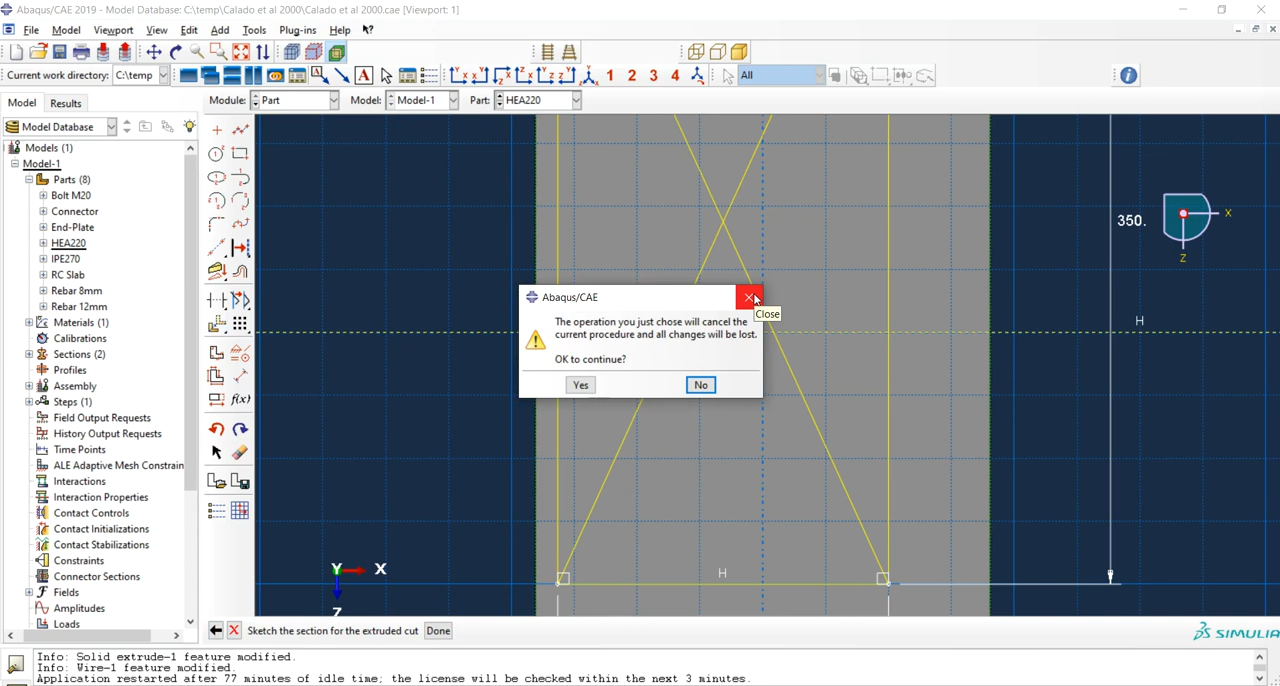 Abaqus/CAE 2019 - Model Database: C:\temp\Calado et al 2000\Calado et al 2000.cae [Viewport: 1]
File Model Viewport View Edit Add Tools Plug-ins Help
Current work directory: C:\temp
1 2 3 4 All
Model Results Module: Part Model: Model-1 Part: HEA220
Model Database
Models (1)
Model-1
Parts (8)
Bolt M20
Connector
End-Plate
HEA220
IPE270
RC Slab
Rebar 8mm
Rebar 12mm
Materials (1)
Calibrations
Sections (2)
Profiles
Assembly
Steps (1)
Field Output Requests
History Output Requests
Time Points
ALE Adaptive Mesh Constrain
Interactions
Interaction Properties
Contact Controls
Contact Initializations
Contact Stabilizations
Constraints
Connector Sections
Fields
Amplitudes
Loads
f(x)
350.
X
Z
H
Abaqus/CAE
Close
The operation you just chose will cancel the
current procedure and all changes will be lost.
OK to continue?
Yes No
H
Y X
Z
Sketch the section for the extruded cut Done
SIMULIA
Info: Solid extrude-1 feature modified.
Info: Wire-1 feature modified.
Application restarted after 77 minutes of idle time; the license will be checked within the next 3 minutes.